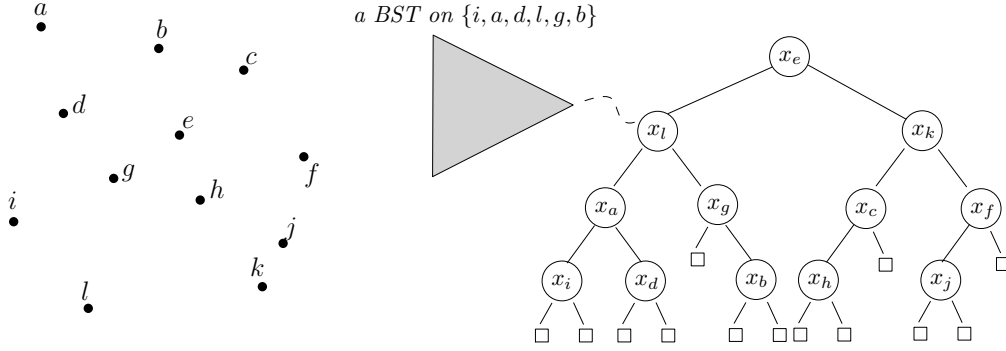 a BST on {i, a, d, l, g, b}
a
b
c
d
e
f
g
h
i
j
k
l
x_e
x_l
x_k
x_a
x_g
x_c
x_f
x_i
x_d
x_b
x_h
x_j